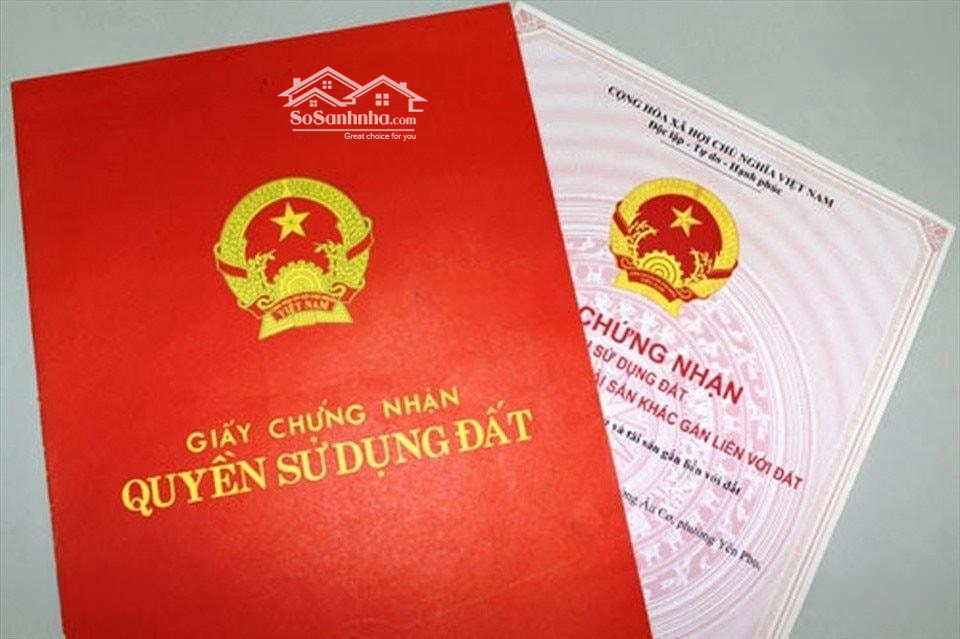 SoSanhnha.com
Great choice for you
VIỆT NAM
GIẤY CHỨNG NHẬN
QUYỀN SỬ DỤNG ĐẤT
CỘNG HÒA XÃ HỘI CHỦ NGHĨA VIỆT NAM
Độc lập - Tự do - Hạnh phúc
CHỨNG NHẬN
SỬ DỤNG ĐẤT
SẢN KHÁC GẮN LIỀN VỚI ĐẤT
và tài sản gắn liền với đất
Âu Cơ, phường Yên Phụ,